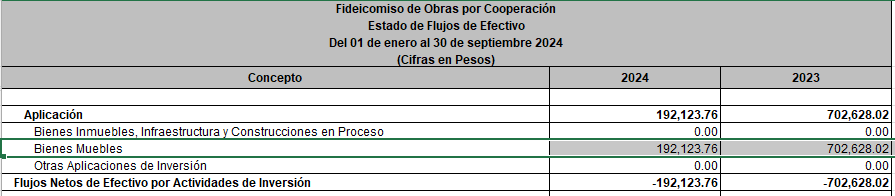 Fideicomiso de Obras por Cooperación
Estado de Flujos de Efectivo
Del 01 de enero al 30 de septiembre 2024
(Cifras en Pesos)
Concepto 2024 2023
Aplicación 192,123.76 702,628.02
Bienes Inmuebles, Infraestructura y Construcciones en Proceso 0.00 0.00
Bienes Muebles 192,123.76 702,628.02
Otras Aplicaciones de Inversión 0.00 0.00
Flujos Netos de Efectivo por Actividades de Inversión -192,123.76 -702,628.02